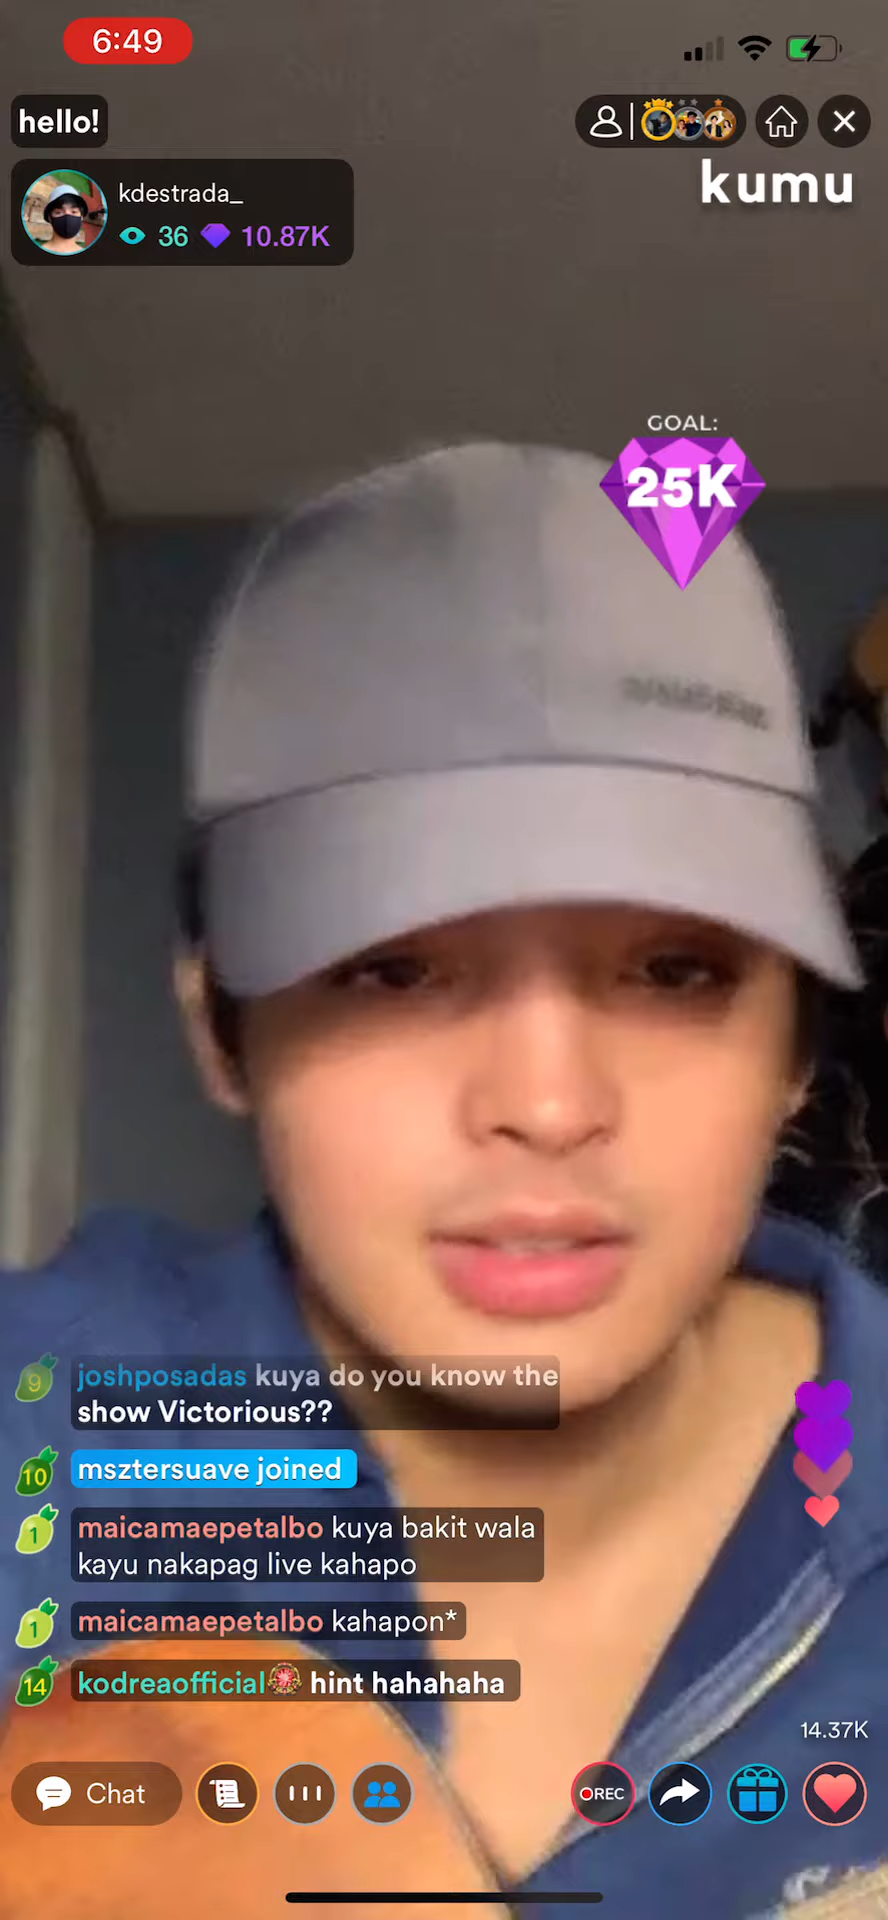 6:49
hello!
kdestrada_
36 10.87K
kumu
GOAL:
25K
9 joshposadas kuya do you know the
show Victorious??
10 msztersuave joined
1 maicamaepetalbo kuya bakit wala
kayu nakapag live kahapo
1 maicamaepetalbo kahapon*
14 kodreaofficial hint hahahaha
14.37K
Chat
REC